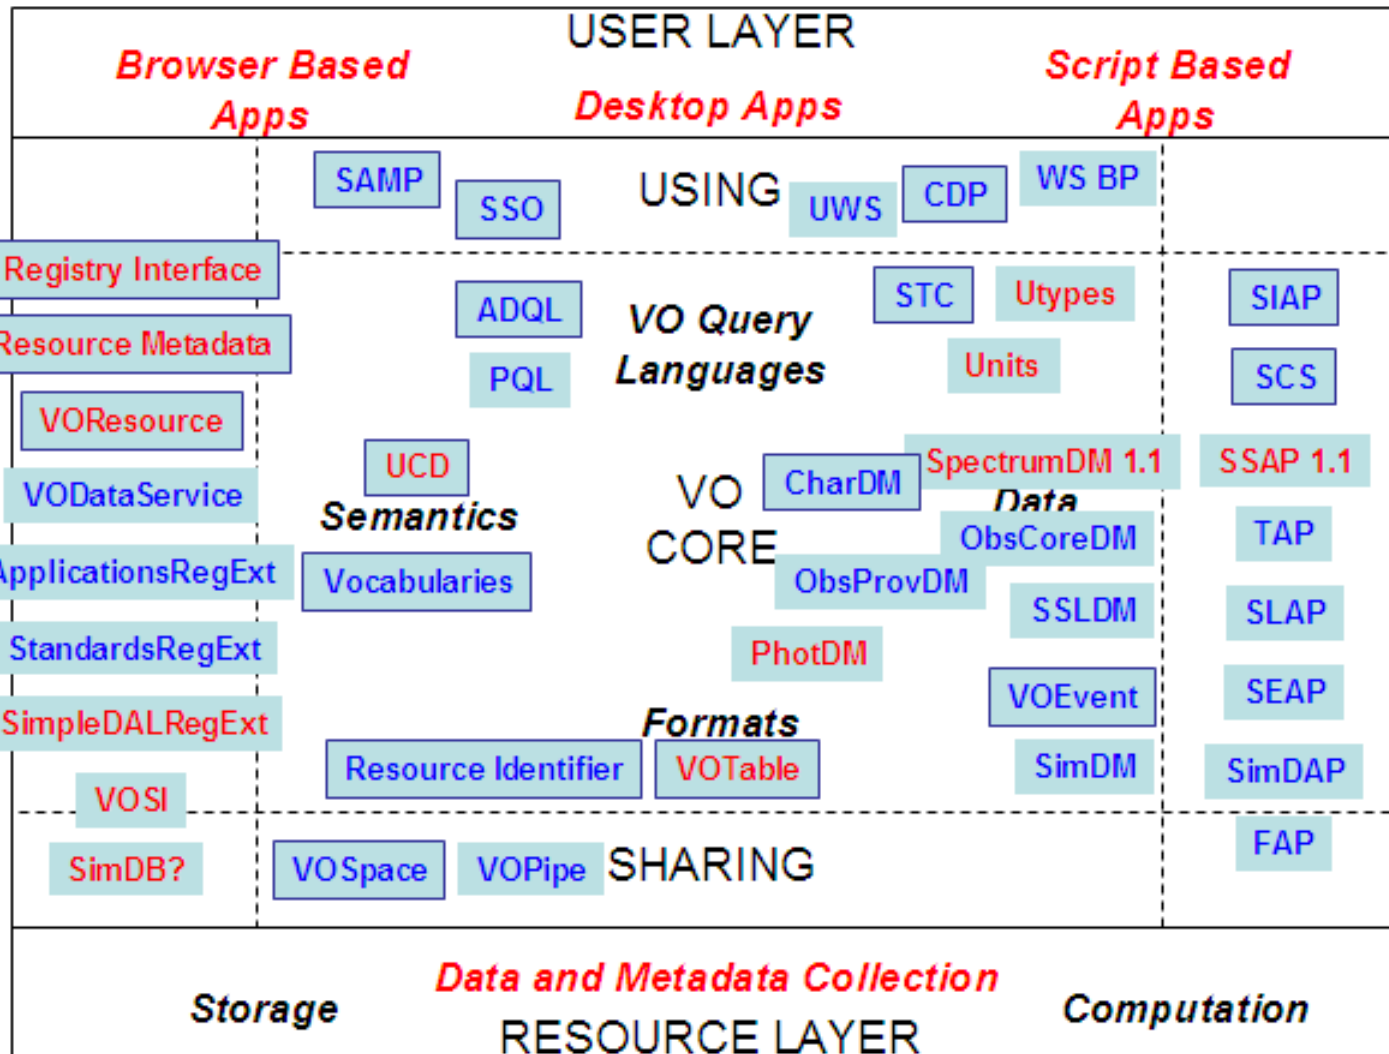 USER LAYER
Browser Based
Apps
Desktop Apps
Script Based
Apps
SAMP
SSO
USING
UWS
CDP
WS BP
Registry Interface
Resource Metadata
VOResource
VODataService
ApplicationsRegExt
StandardsRegExt
SimpleDALRegExt
VOSI
SimDB?
ADQL
PQL
VO Query
Languages
STC
Utypes
Units
UCD
Semantics
Vocabularies
VO
CORE
CharDM
SpectrumDM 1.1
Data
ObsCoreDM
ObsProvDM
SSLDM
PhotDM
VOEvent
SimDM
Formats
Resource Identifier
VOTable
SIAP
SCS
SSAP 1.1
TAP
SLAP
SEAP
SimDAP
FAP
VOSpace
VOPipe
SHARING
Data and Metadata Collection
Storage
Computation
RESOURCE LAYER